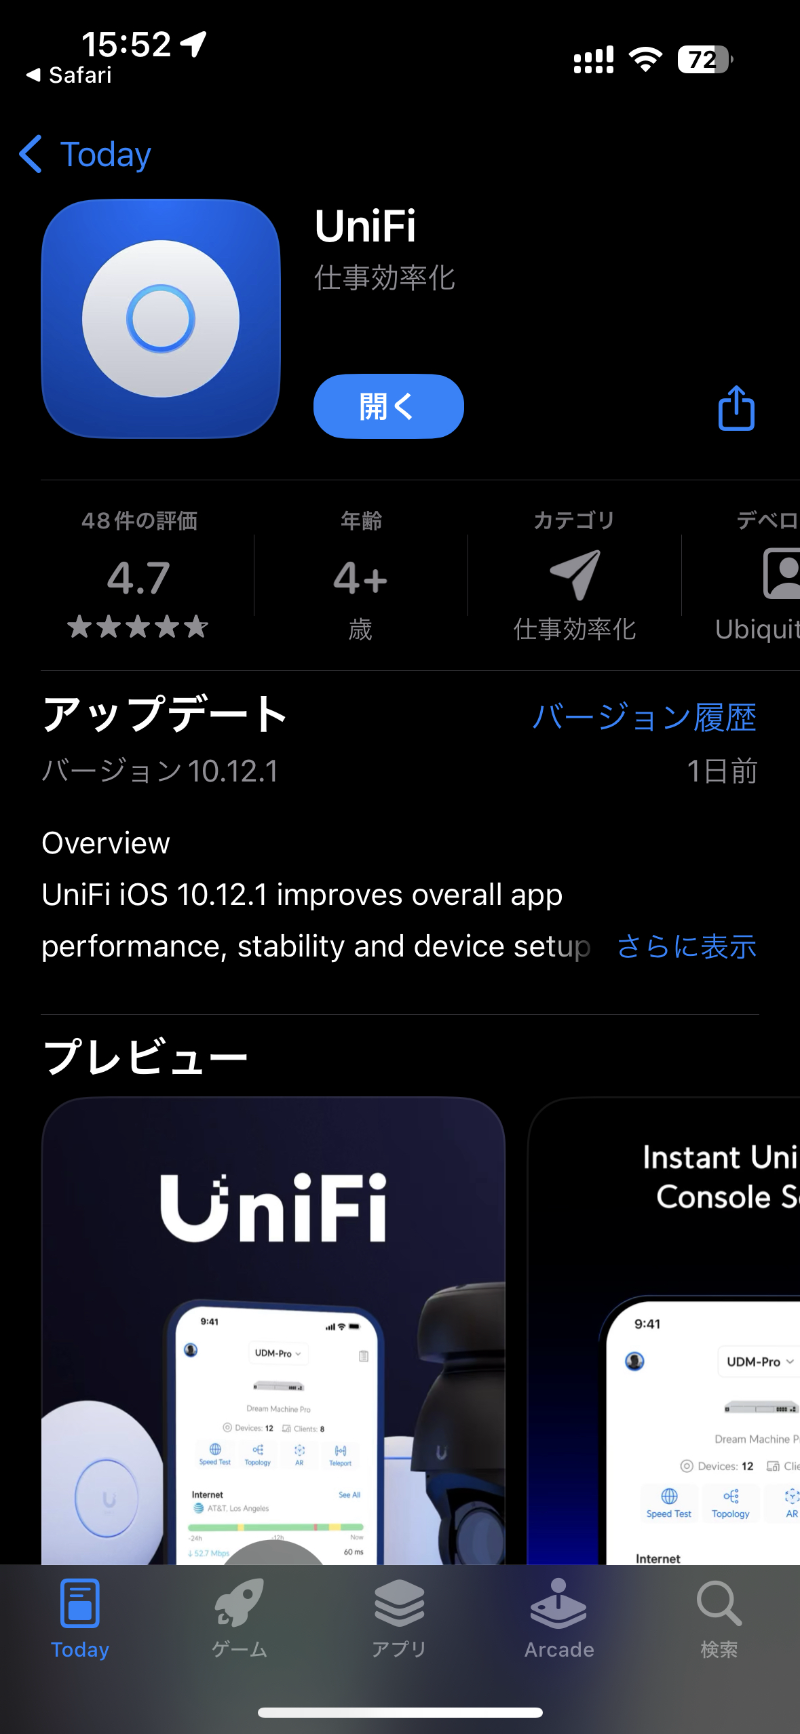 15:52
◀ Safari
72
Today
UniFi
仕事効率化
開く
48件の評価
4.7
年齢
4+
歳
カテゴリ
仕事効率化
デベロ
Ubiquit
アップデート
バージョン履歴
バージョン10.12.1
1日前
Overview
UniFi iOS 10.12.1 improves overall app
performance, stability and device setup
さらに表示
プレビュー
UniFi
9:41
UDM-Pro
Dream Machine Pro
Devices: 12 Clients: 8
Speed Test Topology AR Teleport
Internet See All
AT&T, Los Angeles
-24h -12h Now
↓ 52.7 Mbps 60 ms
Instant Uni
Console S
9:41
UDM-Pro
Dream Machine P
Devices: 12 Clie
Speed Test Topology AR
Internet
Today
ゲーム
アプリ
Arcade
検索